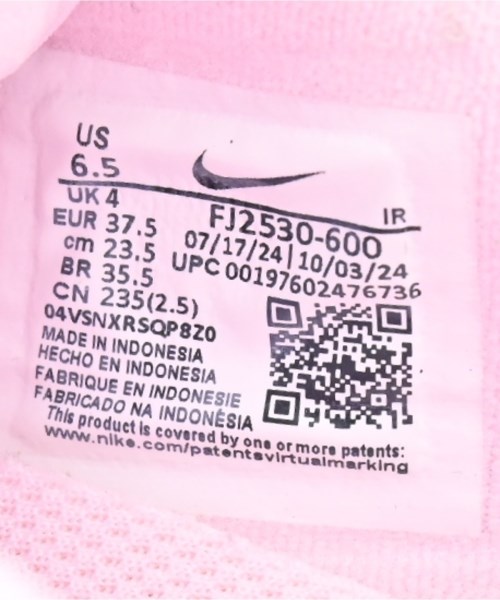 US
6.5
UK 4
EUR 37.5
cm 23.5
BR 35.5
CN 235(2.5)
IR
FJ2530-600
07/17/24|10/03/24
UPC 00197602476736
04VSNXRSQP8Z0
MADE IN INDONESIA
HECHO EN INDONESIA
FABRIQUE EN INDONESIE
FABRICADO NA INDONÉSIA
This product is covered by one or more patents:
www.nike.com/patentsvirtualmarking